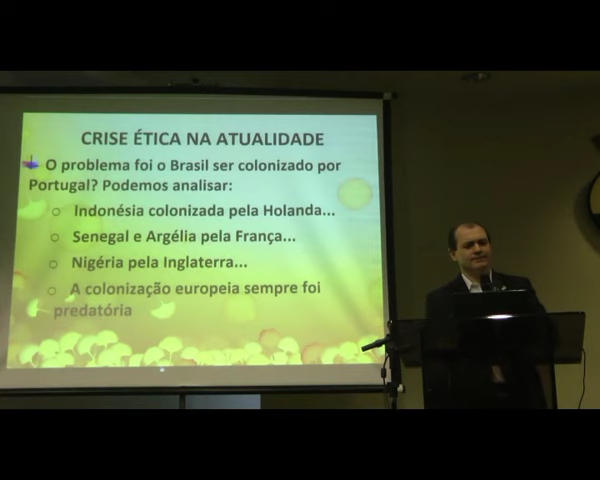 CRISE ÉTICA NA ATUALIDADE
O problema foi o Brasil ser colonizado por
Portugal? Podemos analisar:
Indonésia colonizada pela Holanda...
Senegal e Argélia pela França...
Nigéria pela Inglaterra...
A colonização europeia sempre foi
predatória